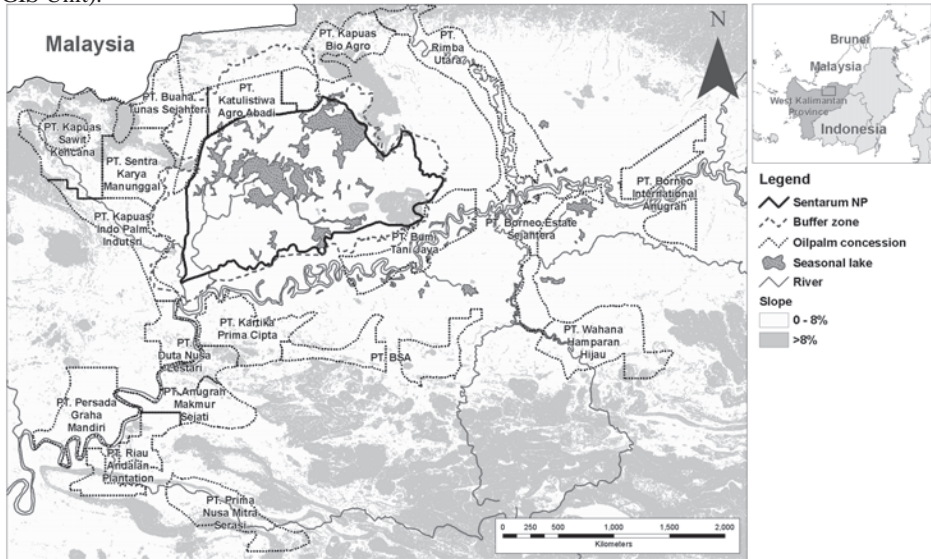 GIS Unit).
Malaysia
PT. Kapuas
Bio Agro
PT.
Rimba
Utara
N
PT. Buana
Tunas Sejahtera
PT.
Katulistiwa
Agro Abadi
PT. Kapuas
Sawit
Kencana
PT. Sentra
Karya
Manunggal
PT. Kapuas
Indo Palm
Indutsri
PT. Borneo
International
Anugrah
PT. Borneo Estate
Sejahtera
PT. Bumi
Tani Jaya
PT. Kartika
Prima Cipta
PT.
Duta Nusa
Lestari
PT. BSA
PT. Wahana
Hamparan
Hijau
PT. Anugrah
Makmur
Sejati
PT. Persada
Graha
Mandiri
PT. Riau
Andalan
Plantation
PT. Prima
Nusa Mitra
Serasi
0 250 500 1,000 1,500 2,000
Kilometers
Brunei
Malaysia
West Kalimantan
Province
Indonesia
Legend
Sentarum NP
Buffer zone
Oilpalm concession
Seasonal lake
River
Slope
0 - 8%
>8%